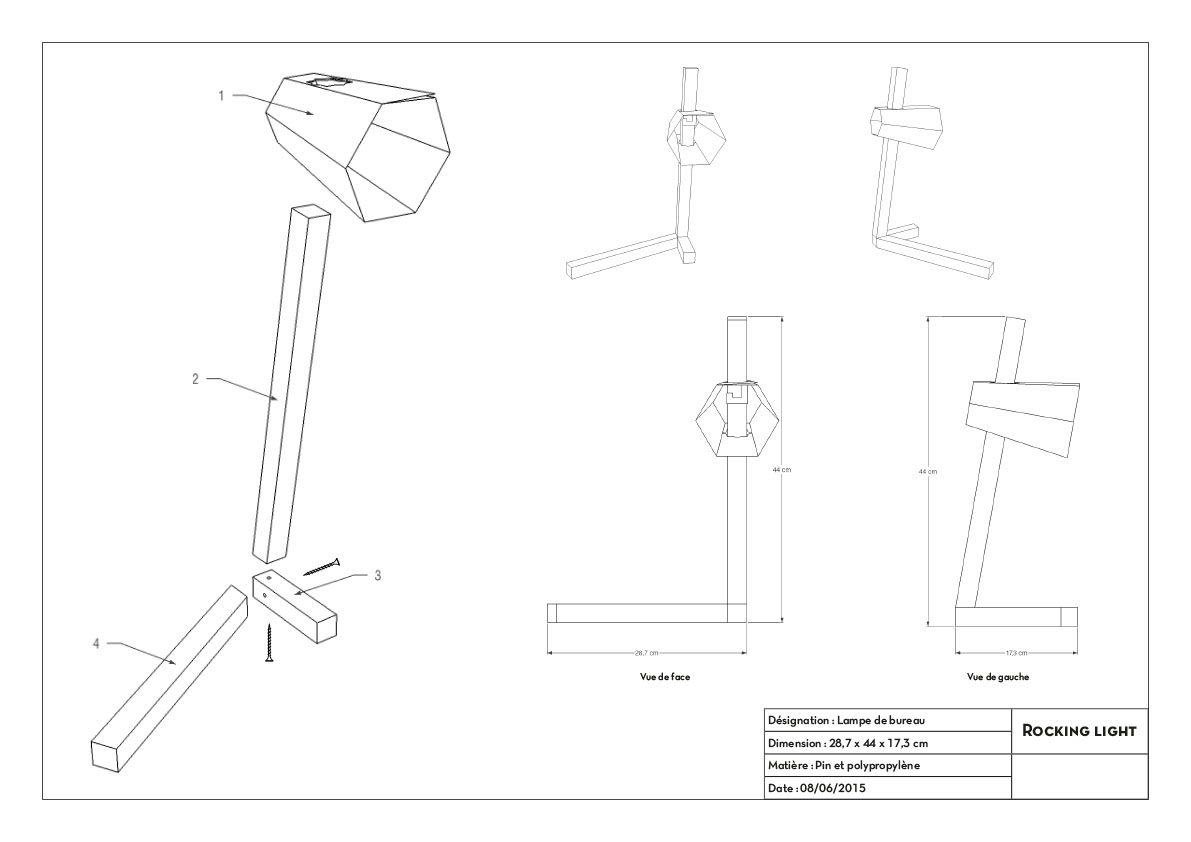 1
2
3
4
44 cm
44 cm
28,7 cm
17,3 cm
Vue de face
Vue de gauche
Désignation : Lampe de bureau
Dimension : 28,7 x 44 x 17,3 cm
Matière : Pin et polypropylène
Date : 08/06/2015
ROCKING LIGHT